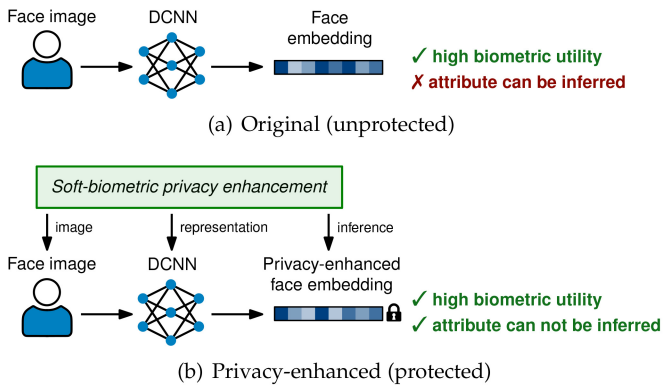 Face image
DCNN
Face
embedding
✓ high biometric utility
✗ attribute can be inferred
(a) Original (unprotected)
Soft-biometric privacy enhancement
image
representation
inference
Face image
DCNN
Privacy-enhanced
face embedding
✓ high biometric utility
✓ attribute can not be inferred
(b) Privacy-enhanced (protected)